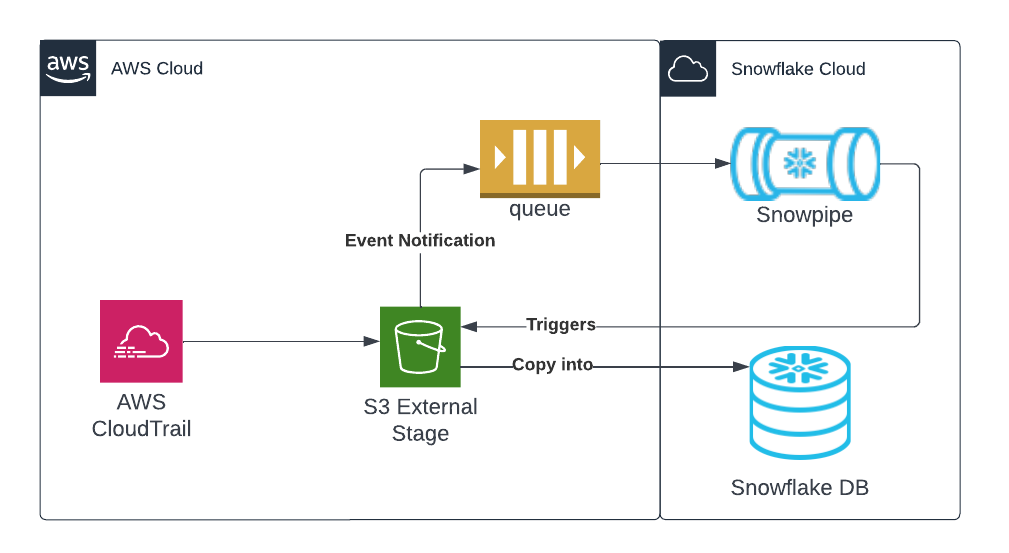 aws
AWS Cloud
Snowflake Cloud
queue
Snowpipe
Event Notification
Triggers
Copy into
AWS
CloudTrail
S3 External
Stage
Snowflake DB